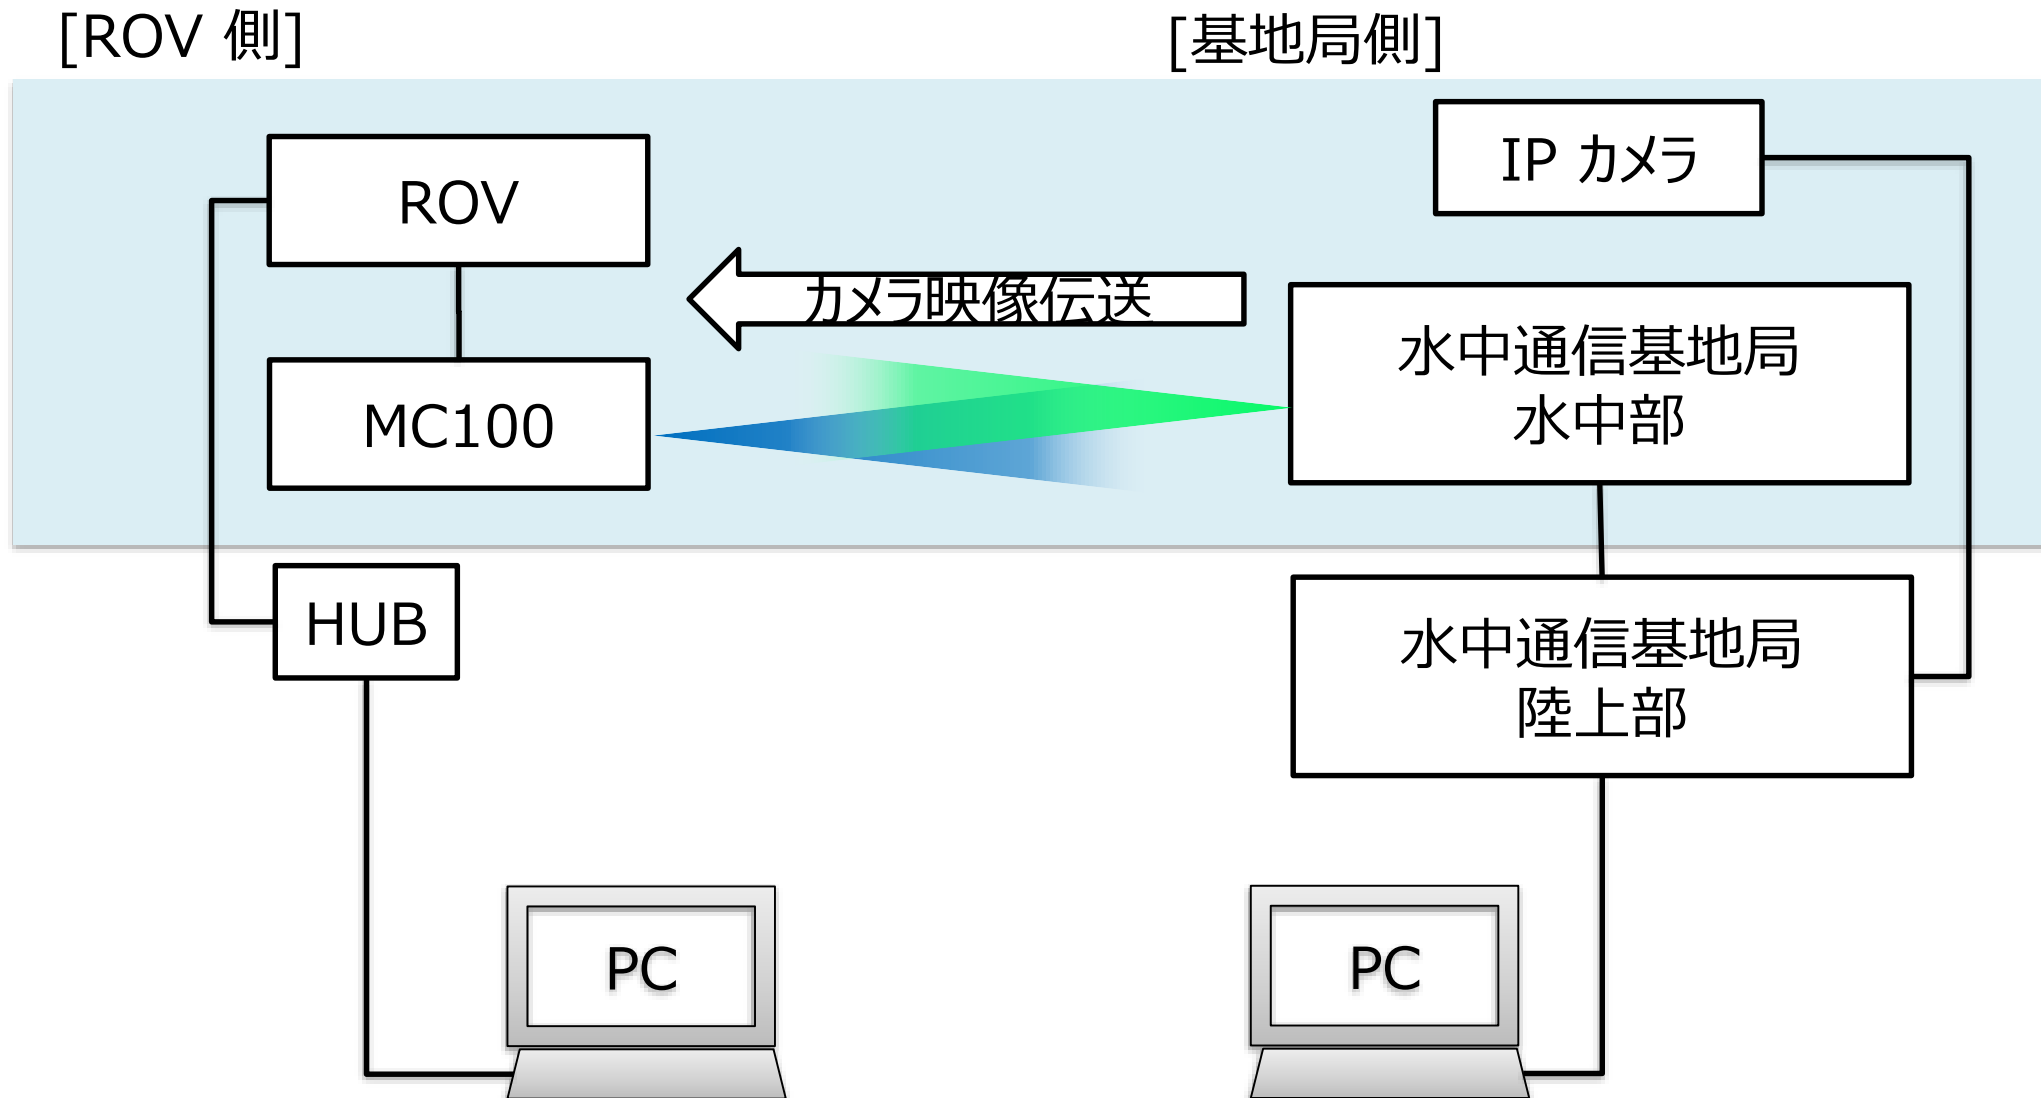 [ROV 側]
[基地局側]
IP カメラ
ROV
カメラ映像伝送
水中通信基地局
水中部
MC100
HUB
水中通信基地局
陸上部
PC
PC